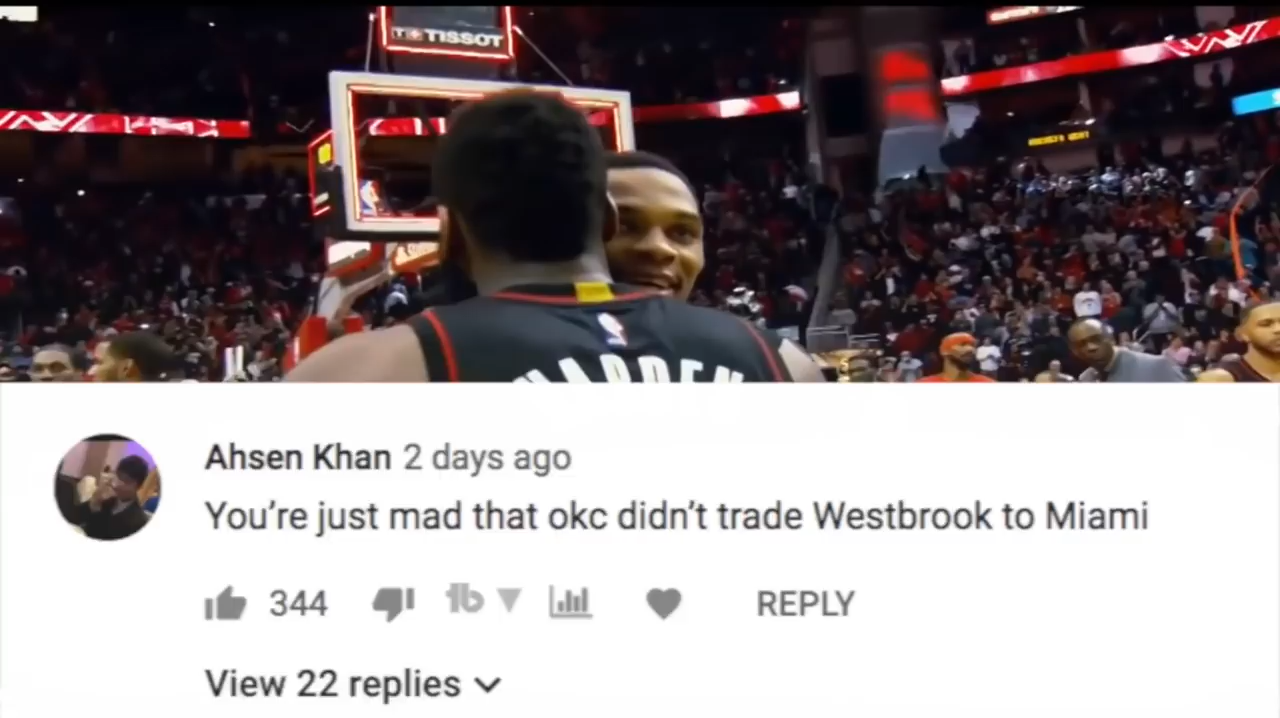 T+ TISSOT
HARDEN
Ahsen Khan 2 days ago
You're just mad that okc didn't trade Westbrook to Miami
344
REPLY
View 22 replies